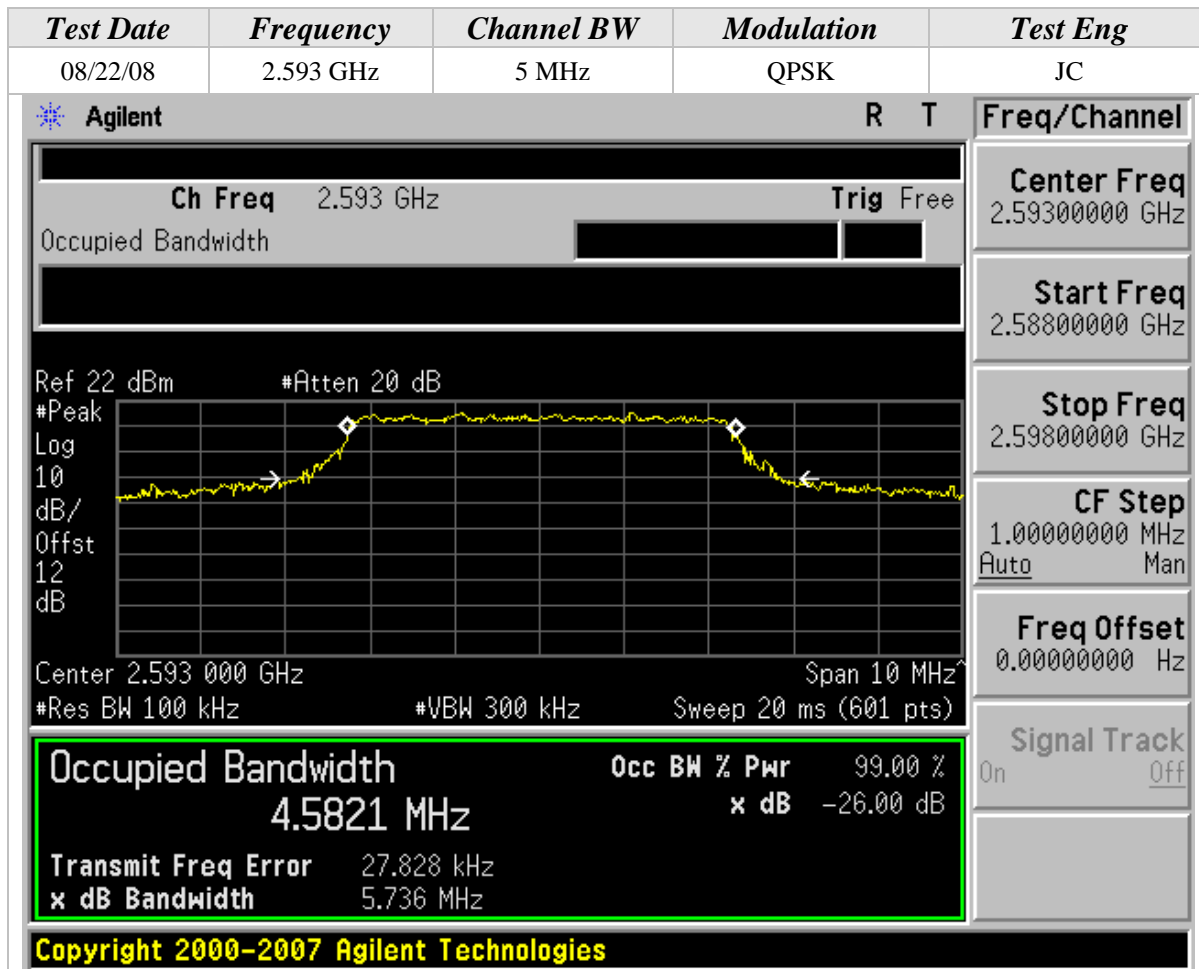 Test Date Frequency Channel BW Modulation Test Eng
08/22/08 2.593 GHz 5 MHz QPSK JC
Agilent R T Freq/Channel
Ch Freq 2.593 GHz Trig Free
Occupied Bandwidth
Center Freq
2.59300000 GHz
Start Freq
2.58800000 GHz
Stop Freq
2.59800000 GHz
CF Step
1.00000000 MHz
Auto Man
Freq Offset
0.00000000 Hz
Signal Track
On Off
Ref 22 dBm #Atten 20 dB
#Peak
Log
10
dB/
Offst
12
dB
Center 2.593 000 GHz Span 10 MHz^
#Res BW 100 kHz #VBW 300 kHz Sweep 20 ms (601 pts)
Occupied Bandwidth Occ BW % Pwr 99.00 %
4.5821 MHz x dB -26.00 dB
Transmit Freq Error 27.828 kHz
x dB Bandwidth 5.736 MHz
Copyright 2000-2007 Agilent Technologies